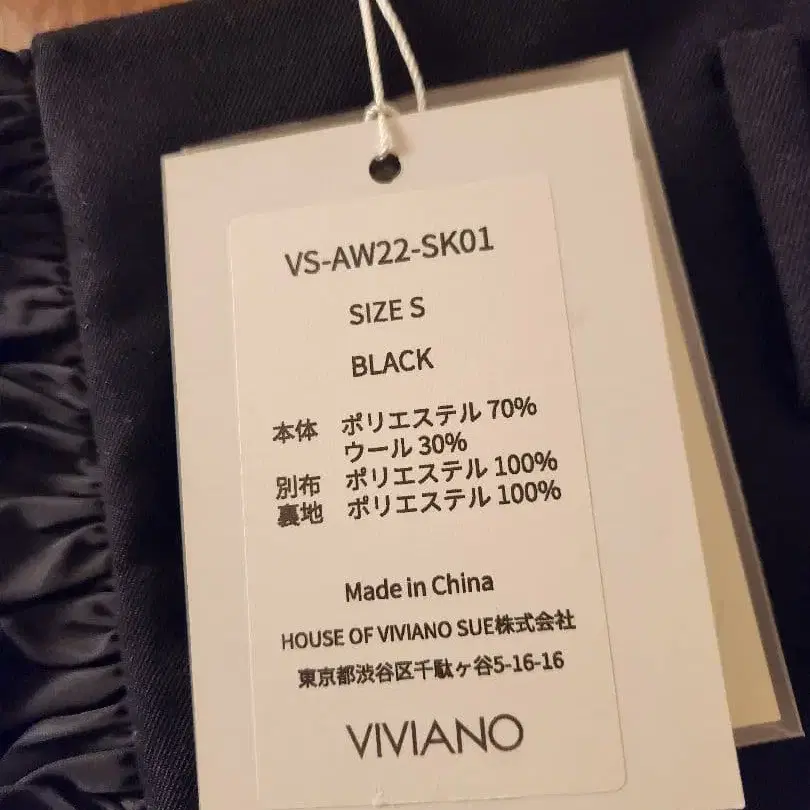 VS-AW22-SK01
SIZE S
BLACK
本体 ポリエステル 70%
ウール 30%
別布 ポリエステル 100%
裏地 ポリエステル 100%
Made in China
HOUSE OF VIVIANO SUE株式会社
東京都渋谷区千駄ヶ谷5-16-16
VIVIANO